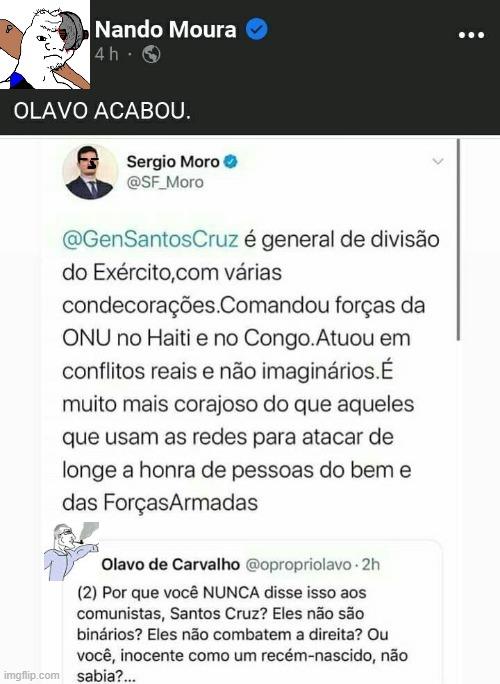 Nando Moura
4 h ·
OLAVO ACABOU.
Sergio Moro
@SF_Moro
@GenSantosCruz é general de divisão
do Exército,com várias
condecorações.Comandou forças da
ONU no Haiti e no Congo.Atuou em
conflitos reais e não imaginários.É
muito mais corajoso do que aqueles
que usam as redes para atacar de
longe a honra de pessoas do bem e
das ForçasArmadas
Olavo de Carvalho @opropriolavo · 2h
(2) Por que você NUNCA disse isso aos
comunistas, Santos Cruz? Eles não são
binários? Eles não combatem a direita? Ou
você, inocente como um recém-nascido, não
sabia?...
imgflip.com